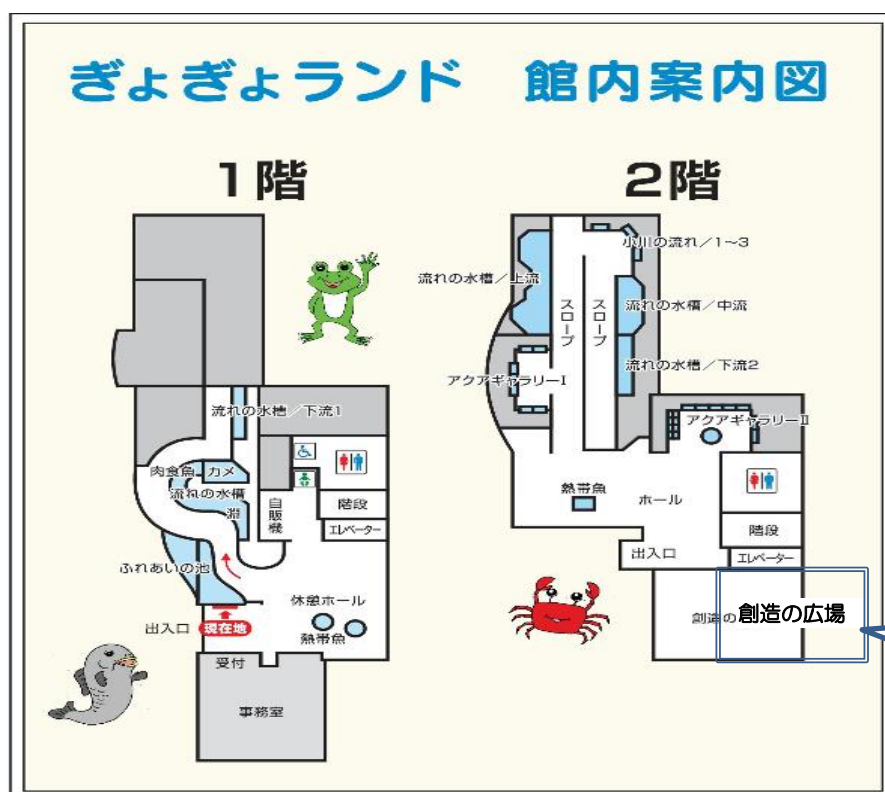 ぎょぎょランド 館内案内図
1階
流れの水槽/下流1
肉食魚
カメ
流れの水槽
淵
自販機
階段
エレベーター
ふれあいの池
休憩ホール
熱帯魚
出入口
現在地
受付
事務室
2階
小川の流れ/1~3
流れの水槽/上流
スロープ
スロープ
流れの水槽/中流
流れの水槽/下流2
アクアギャラリーI
アクアギャラリーⅡ
熱帯魚
ホール
階段
出入口
エレベーター
創造の
創造の広場